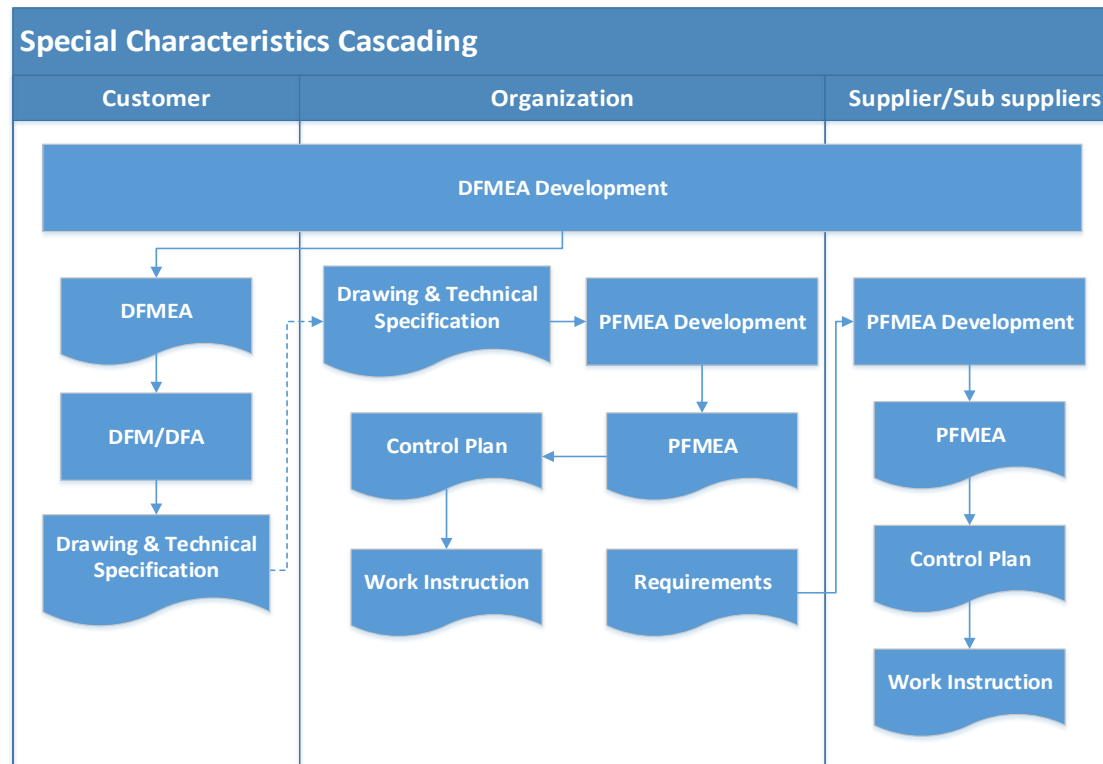 Special Characteristics Cascading
Customer
Organization
Supplier/Sub suppliers
DFMEA Development
DFMEA
DFM/DFA
Drawing & Technical
Specification
Drawing & Technical
Specification
PFMEA Development
PFMEA
Control Plan
Work Instruction
Requirements
PFMEA Development
PFMEA
Control Plan
Work Instruction